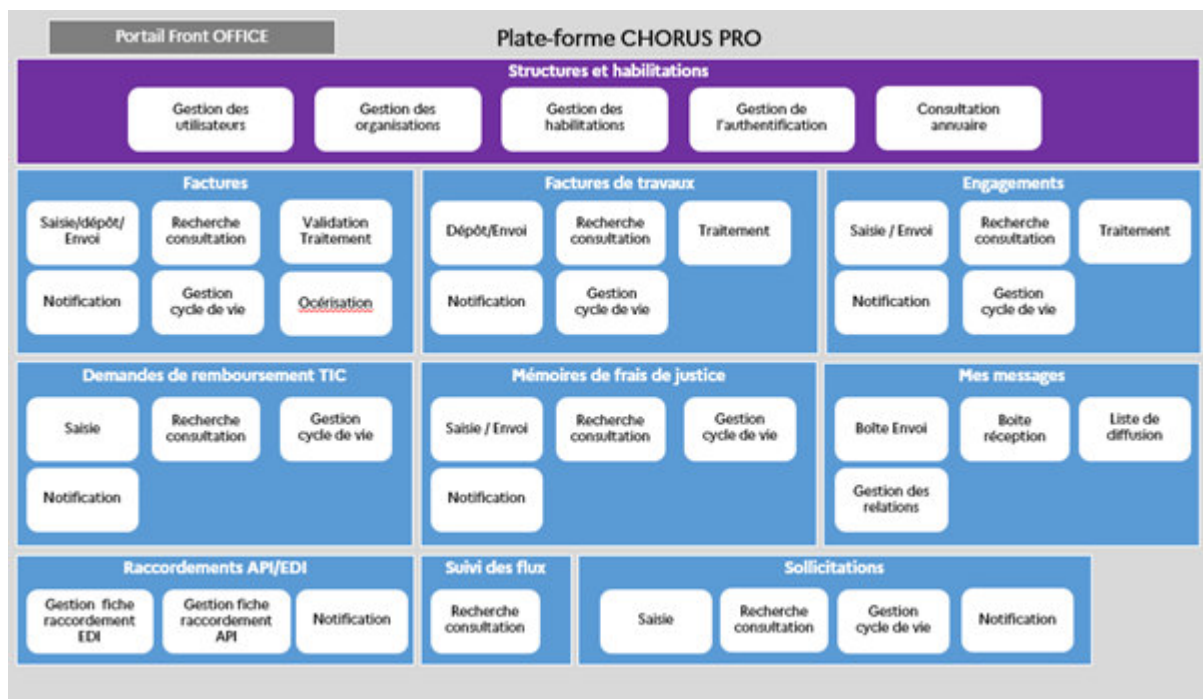 Portail Front OFFICE
Plate-forme CHORUS PRO
Structures et habilitations
Gestion des
utilisateurs
Gestion des
organisations
Gestion des
habilitations
Gestion de
l'authentification
Consultation
annuaire
Factures
Saisie/dépôt/
Envoi
Recherche
consultation
Validation
Traitement
Notification
Gestion
cycle de vie
Océrisation
Factures de travaux
Dépôt/Envoi
Recherche
consultation
Traitement
Notification
Gestion
cycle de vie
Engagements
Saisie / Envoi
Recherche
consultation
Traitement
Notification
Gestion
cycle de vie
Demandes de remboursement TIC
Saisie
Recherche
consultation
Gestion
cycle de vie
Notification
Mémoires de frais de justice
Saisie / Envoi
Recherche
consultation
Gestion
cycle de vie
Notification
Mes messages
Boîte Envoi
Boite
réception
Liste de
diffusion
Gestion des
relations
Raccordements API/EDI
Gestion fiche
raccordement
EDI
Gestion fiche
raccordement
API
Notification
Suivi des flux
Recherche
consultation
Sollicitations
Saisie
Recherche
consultation
Gestion
cycle de vie
Notification